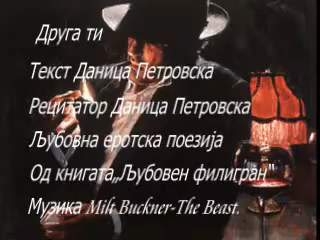 Друга ти
Текст Даница Петровска
Рецитатор Даница Петровска
Љубовна еротска поезија
Од книгата„Љубовен филигран"
Музика Milt Buckner-The Beast.